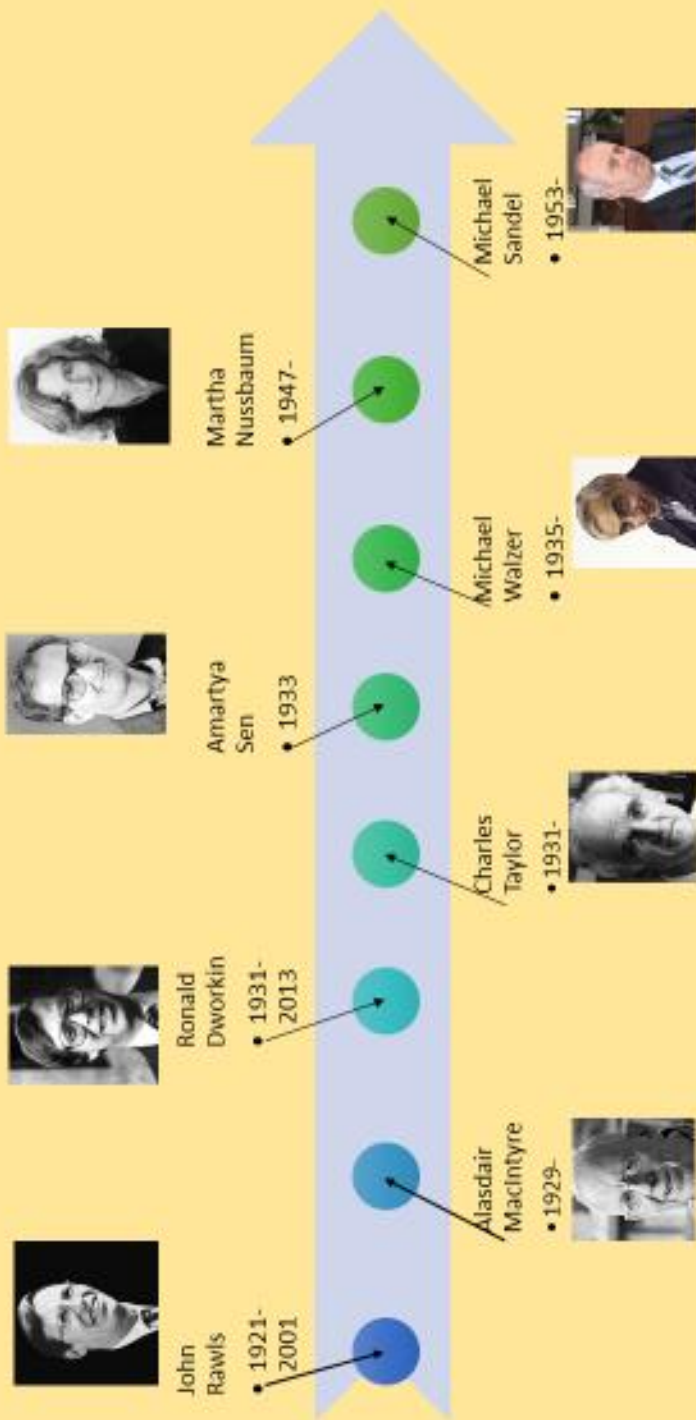 John
Rawls
• 1921-
2001
Alasdair
MacIntyre
• 1929-
Ronald
Dworkin
• 1931-
2013
Charles
Taylor
• 1931-
Amartya
Sen
• 1933
Michael
Walzer
• 1935-
Martha
Nussbaum
• 1947-
Michael
Sandel
• 1953-